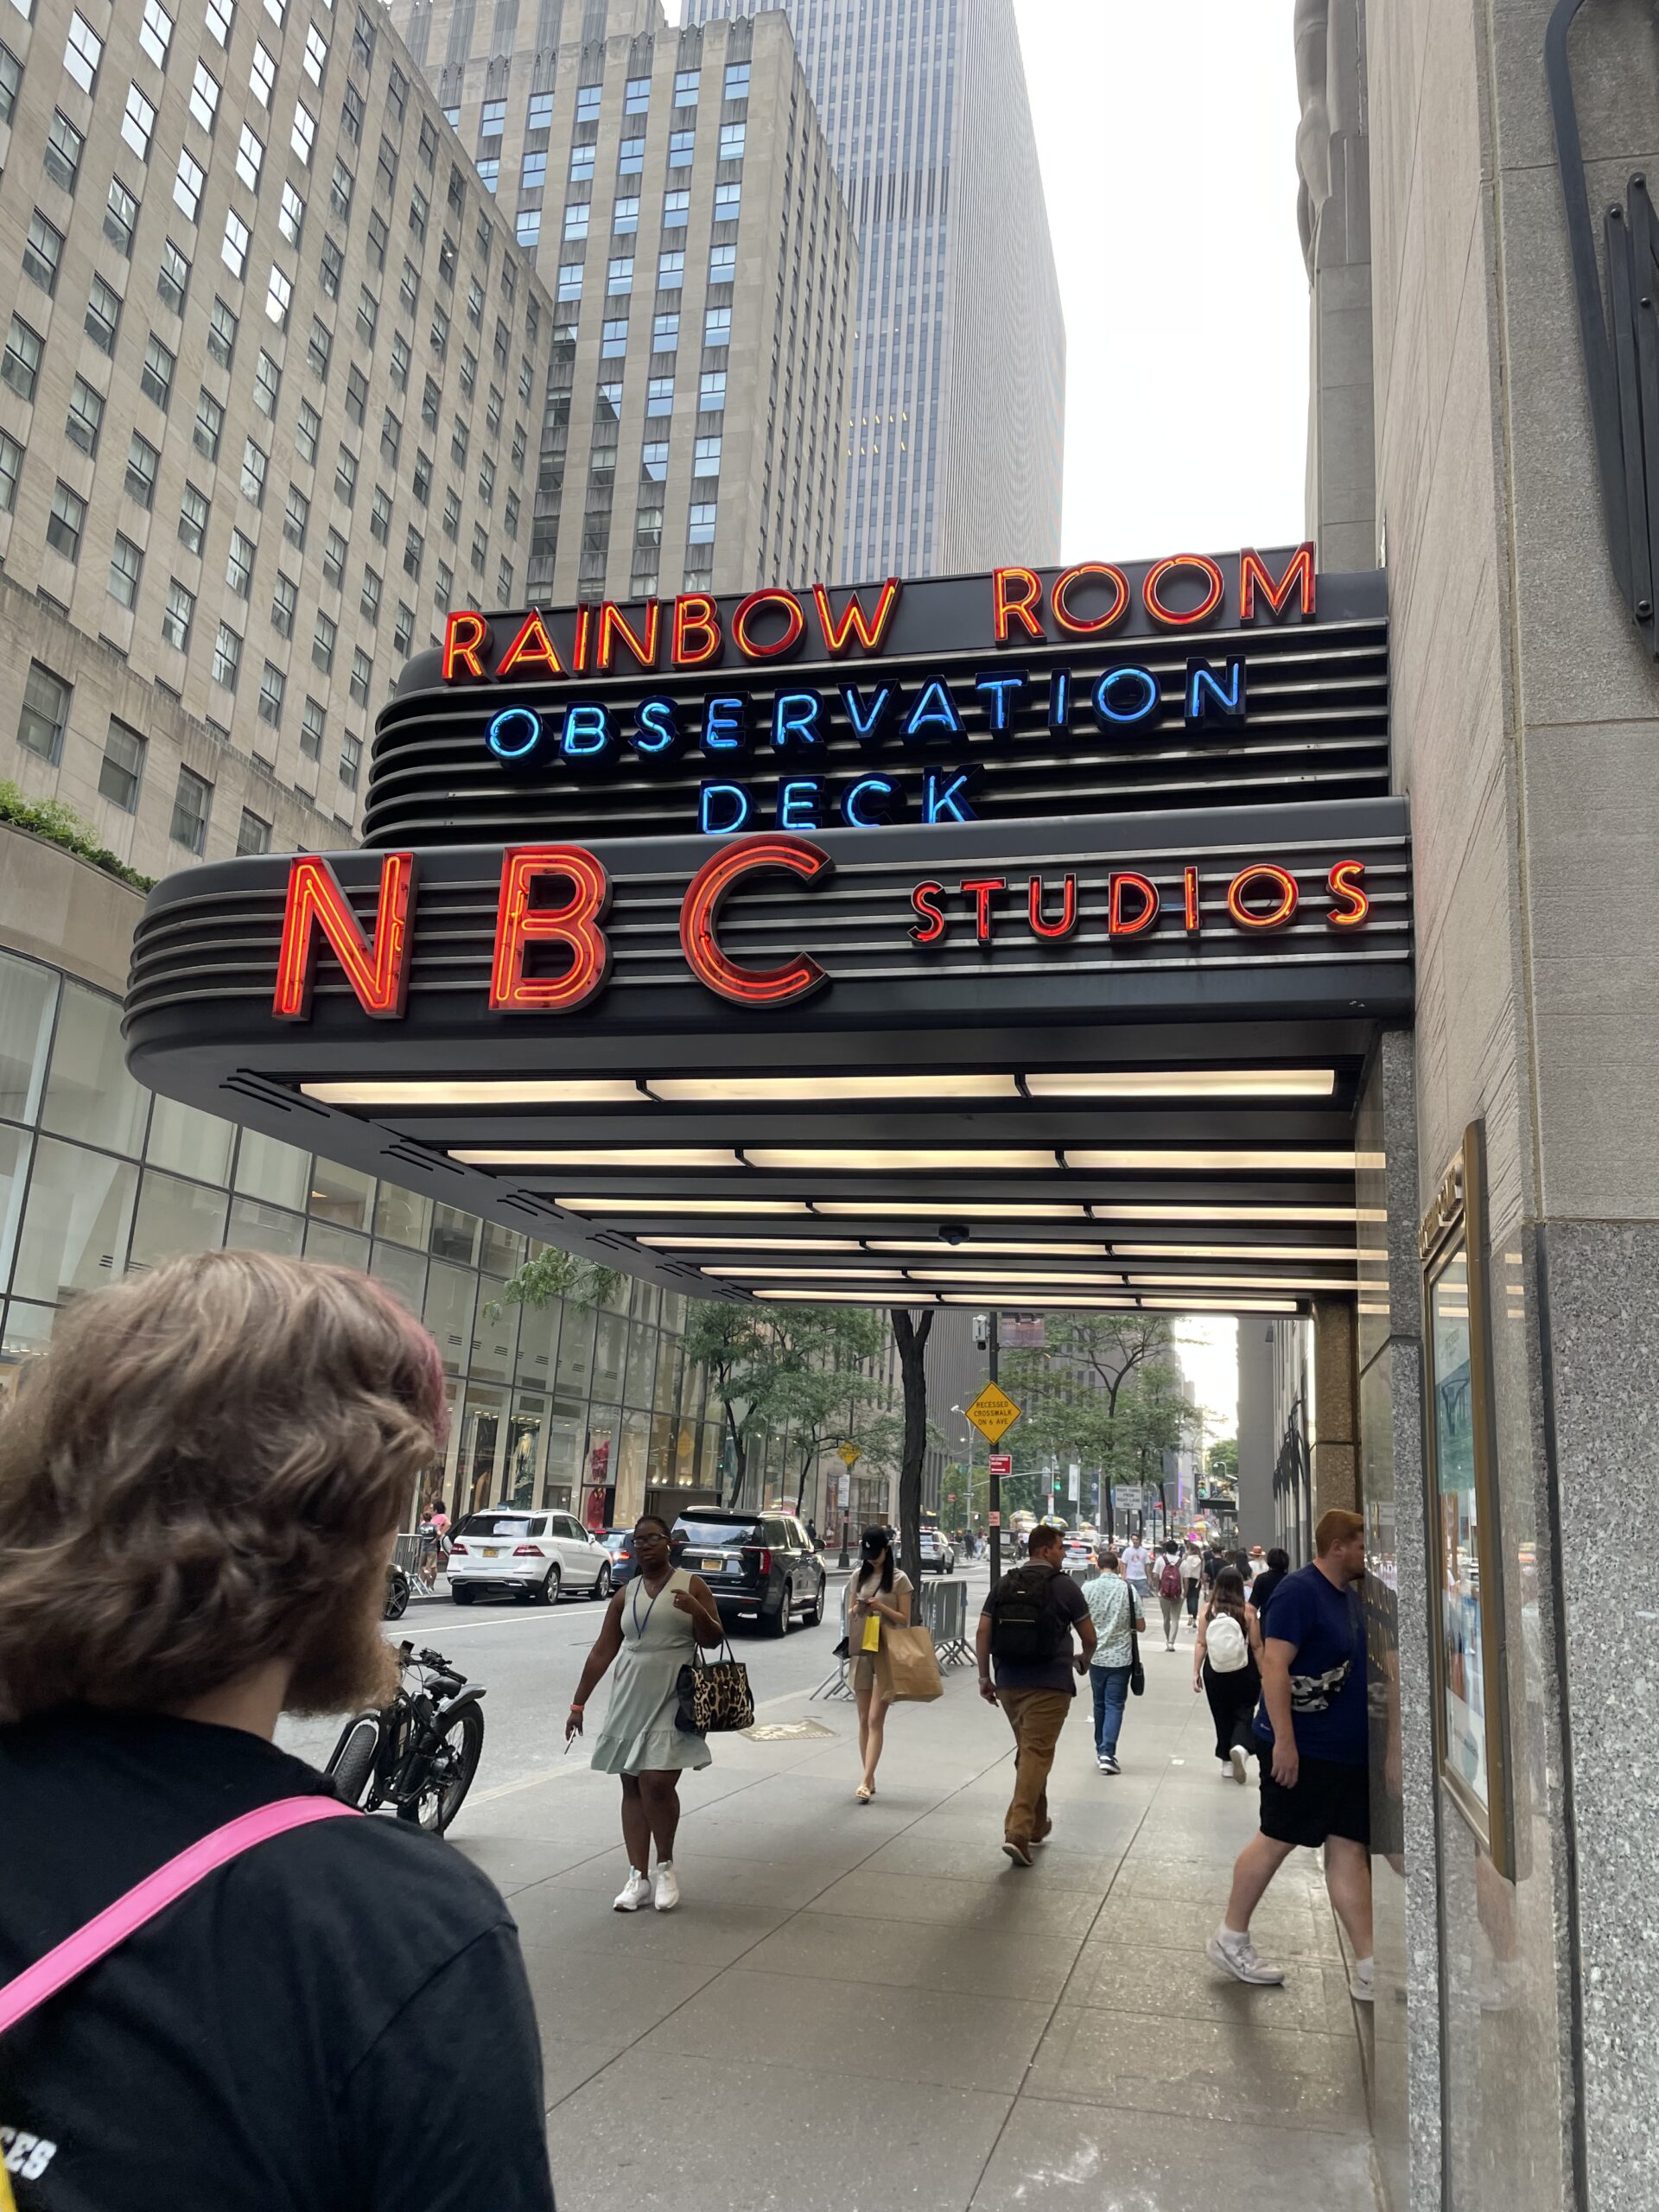 RAINBOW ROOM
OBSERVATION
DECK
NBC STUDIOS
RECESSED
CROSSWALK
ON 6 AVE